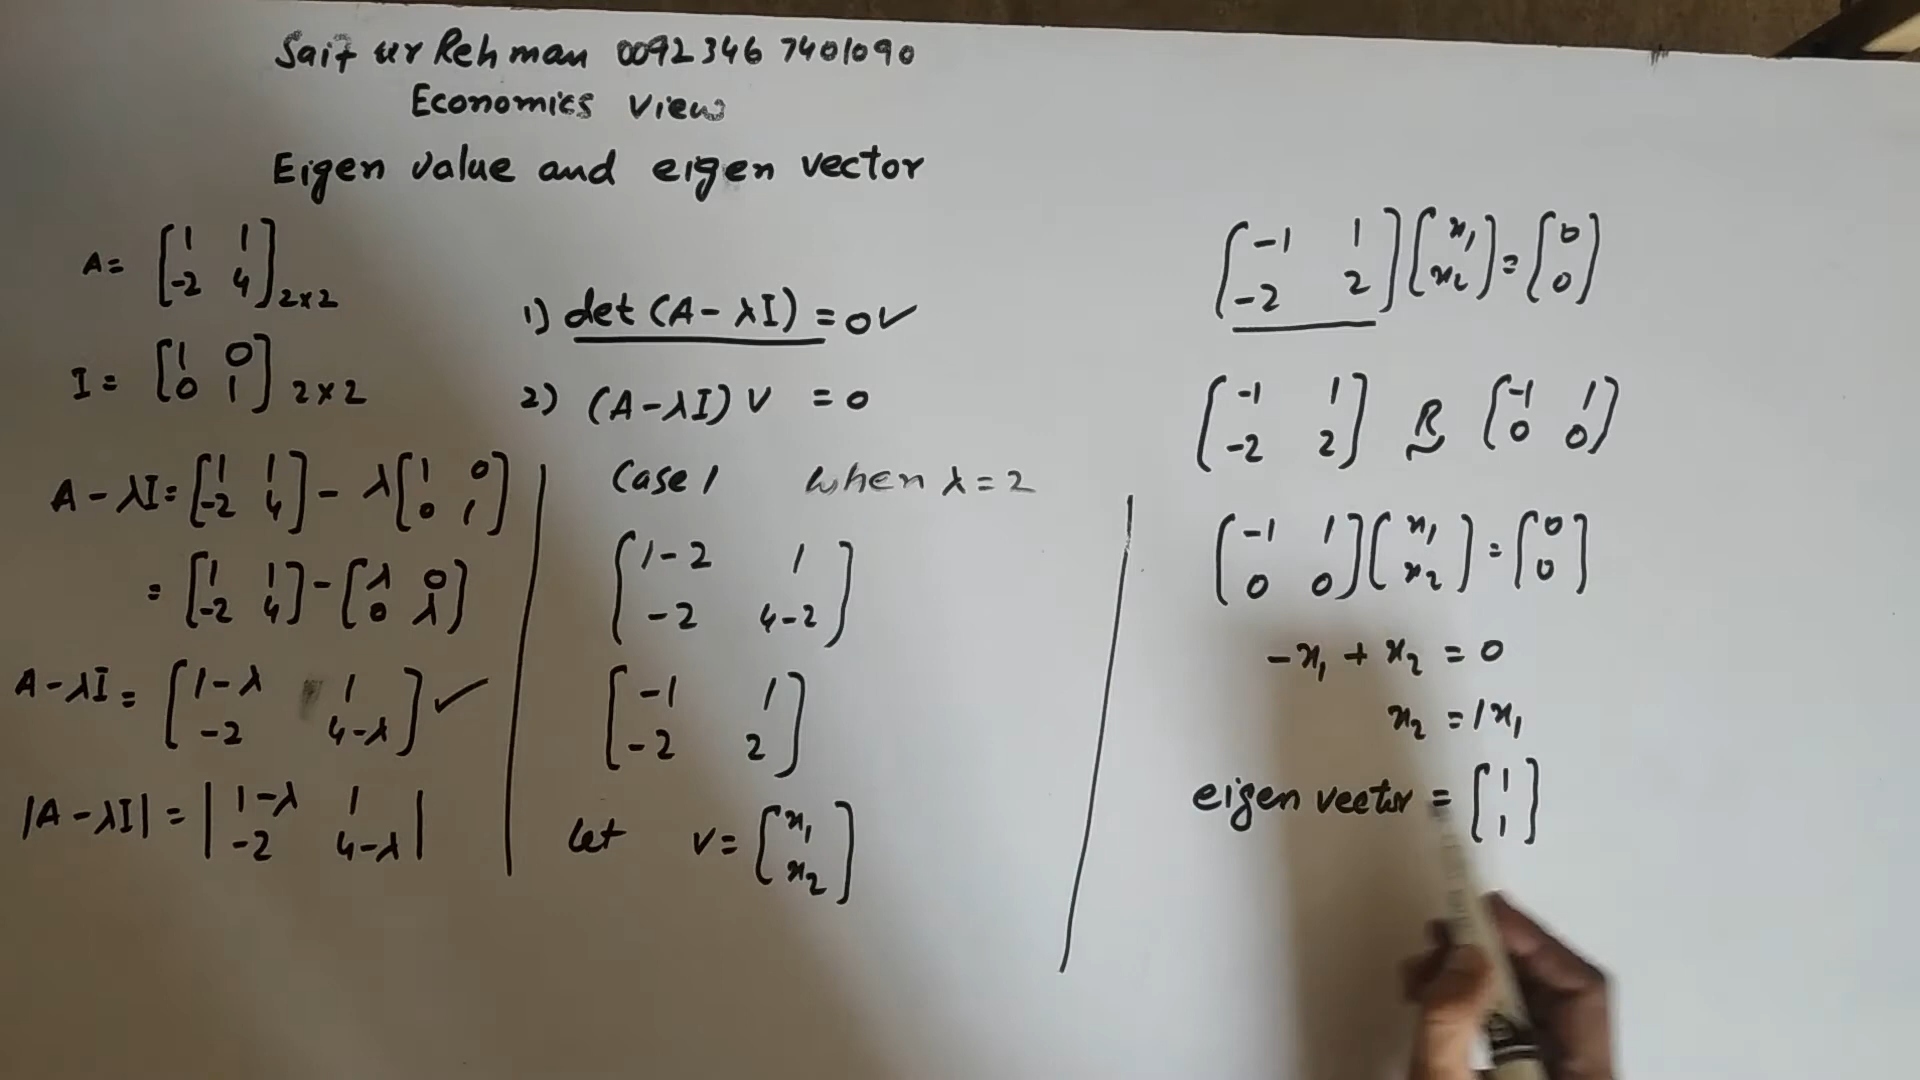 Saif ur Rehman 0092 346 7401090
Economics View
Eigen value and eigen vector
A= [1 1
-2 4]2×2
I= [1 0
0 1]2×2
A-λI= [1 1
-2 4] - λ[1 0
0 1]
= [1 1
-2 4] - [λ 0
0 λ]
A-λI= [1-λ 1
-2 4-λ] ✓
|A-λI| = |1-λ 1
-2 4-λ|
1) det (A-λI) = 0 ✓
2) (A-λI) V = 0
Case 1 When λ=2
[1-2 1
-2 4-2]
[-1 1
-2 2]
let V= [x1
x2]
[-1 1
-2 2] [x1
x2] = [0
0]
[-1 1
-2 2] R [-1 1
0 0]
[-1 1
0 0] [x1
x2] = [0
0]
-x1 + x2 = 0
x2 = 1x1
eigen vector = [1
1]